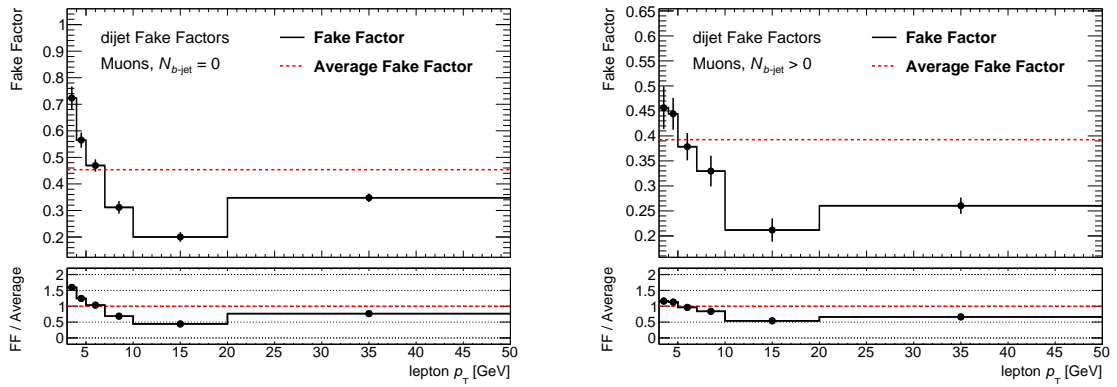 Fake Factor
1
0.9
0.8
0.7
0.6
0.5
0.4
0.3
0.2
dijet Fake Factors
Muons, N_b-jet = 0
Fake Factor
Average Fake Factor
FF / Average
2
1.5
1
0.5
0
5 10 15 20 25 30 35 40 45 50
lepton p_T [GeV]
Fake Factor
0.65
0.6
0.55
0.5
0.45
0.4
0.35
0.3
0.25
0.2
dijet Fake Factors
Muons, N_b-jet > 0
Fake Factor
Average Fake Factor
FF / Average
2
1.5
1
0.5
0
5 10 15 20 25 30 35 40 45 50
lepton p_T [GeV]